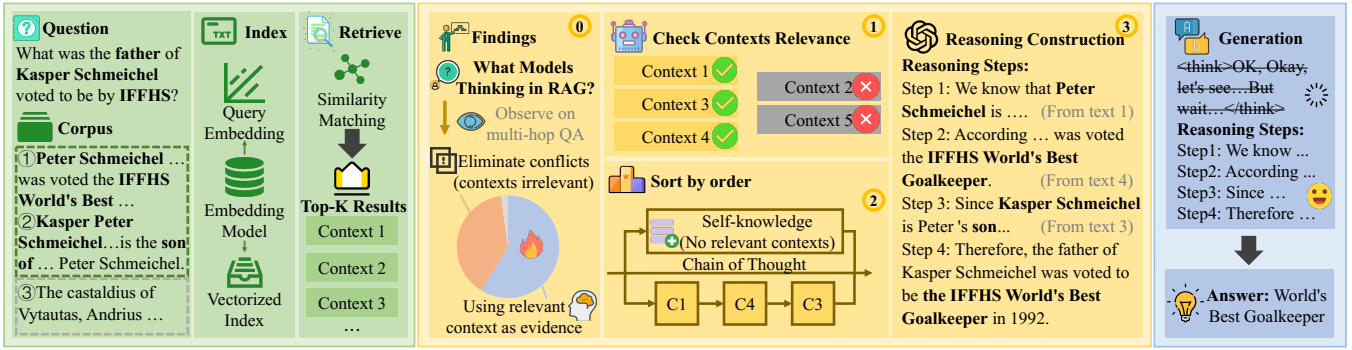 Question
What was the father of
Kasper Schmeichel
voted to be by IFFHS?
Corpus
①Peter Schmeichel …
was voted the IFFHS
World's Best …
②Kasper Peter
Schmeichel…is the son
of … Peter Schmeichel.
③The castaldius of
Vytautas, Andrius …
TXT
Index
Query
Embedding
Embedding
Model
Vectorized
Index
Retrieve
Similarity
Matching
Top-K Results
Context 1
Context 2
Context 3
…
0
Findings
What Models
Thinking in RAG?
Observe on
multi-hop QA
Eliminate conflicts
(contexts irrelevant)
Using relevant
context as evidence
1
Check Contexts Relevance
Context 1
Context 3
Context 4
Context 2
Context 5
Sort by order
2
Self-knowledge
(No relevant contexts)
Chain of Thought
C1
C4
C3
3
Reasoning Construction
Reasoning Steps:
Step 1: We know that Peter
Schmeichel is …. (From text 1)
Step 2: According … was voted
the IFFHS World's Best
Goalkeeper. (From text 4)
Step 3: Since Kasper Schmeichel
is Peter 's son... (From text 3)
Step 4: Therefore, the father of
Kasper Schmeichel was voted to
be the IFFHS World's Best
Goalkeeper in 1992.
A
Q
Generation
<think>OK, Okay,
let's see…But
wait…</think>
Reasoning Steps:
Step1: We know ...
Step2: According ...
Step3: Since …
Step4: Therefore …
Answer: World's
Best Goalkeeper